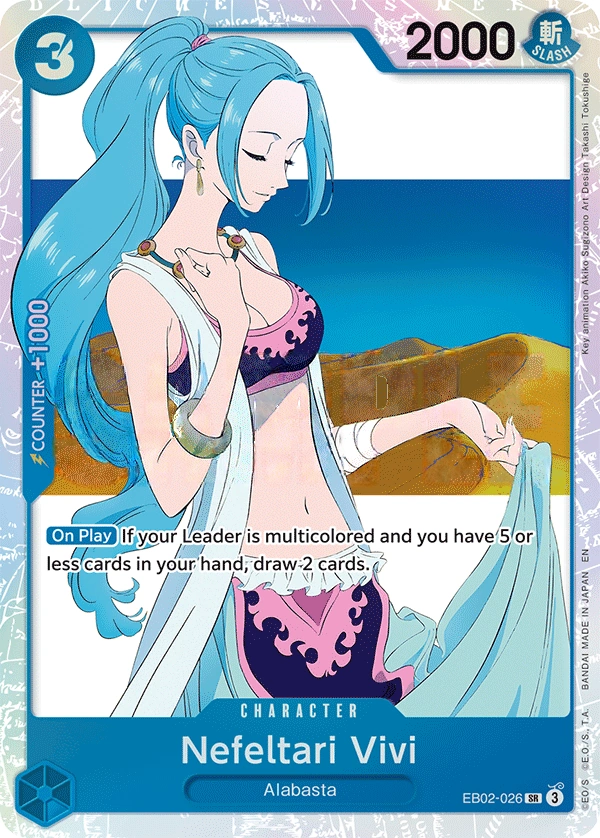 3
2000
斬
SLASH
Key animation Akiko Sugizono Art Design Takashi Tokushige
COUNTER +1000
On Play If your Leader is multicolored and you have 5 or
less cards in your hand, draw 2 cards.
BANDAI MADE IN JAPAN EN
©E.O./S, T.A.
©EO/S
CHARACTER
Nefeltari Vivi
Alabasta
EB02-026 SR 3